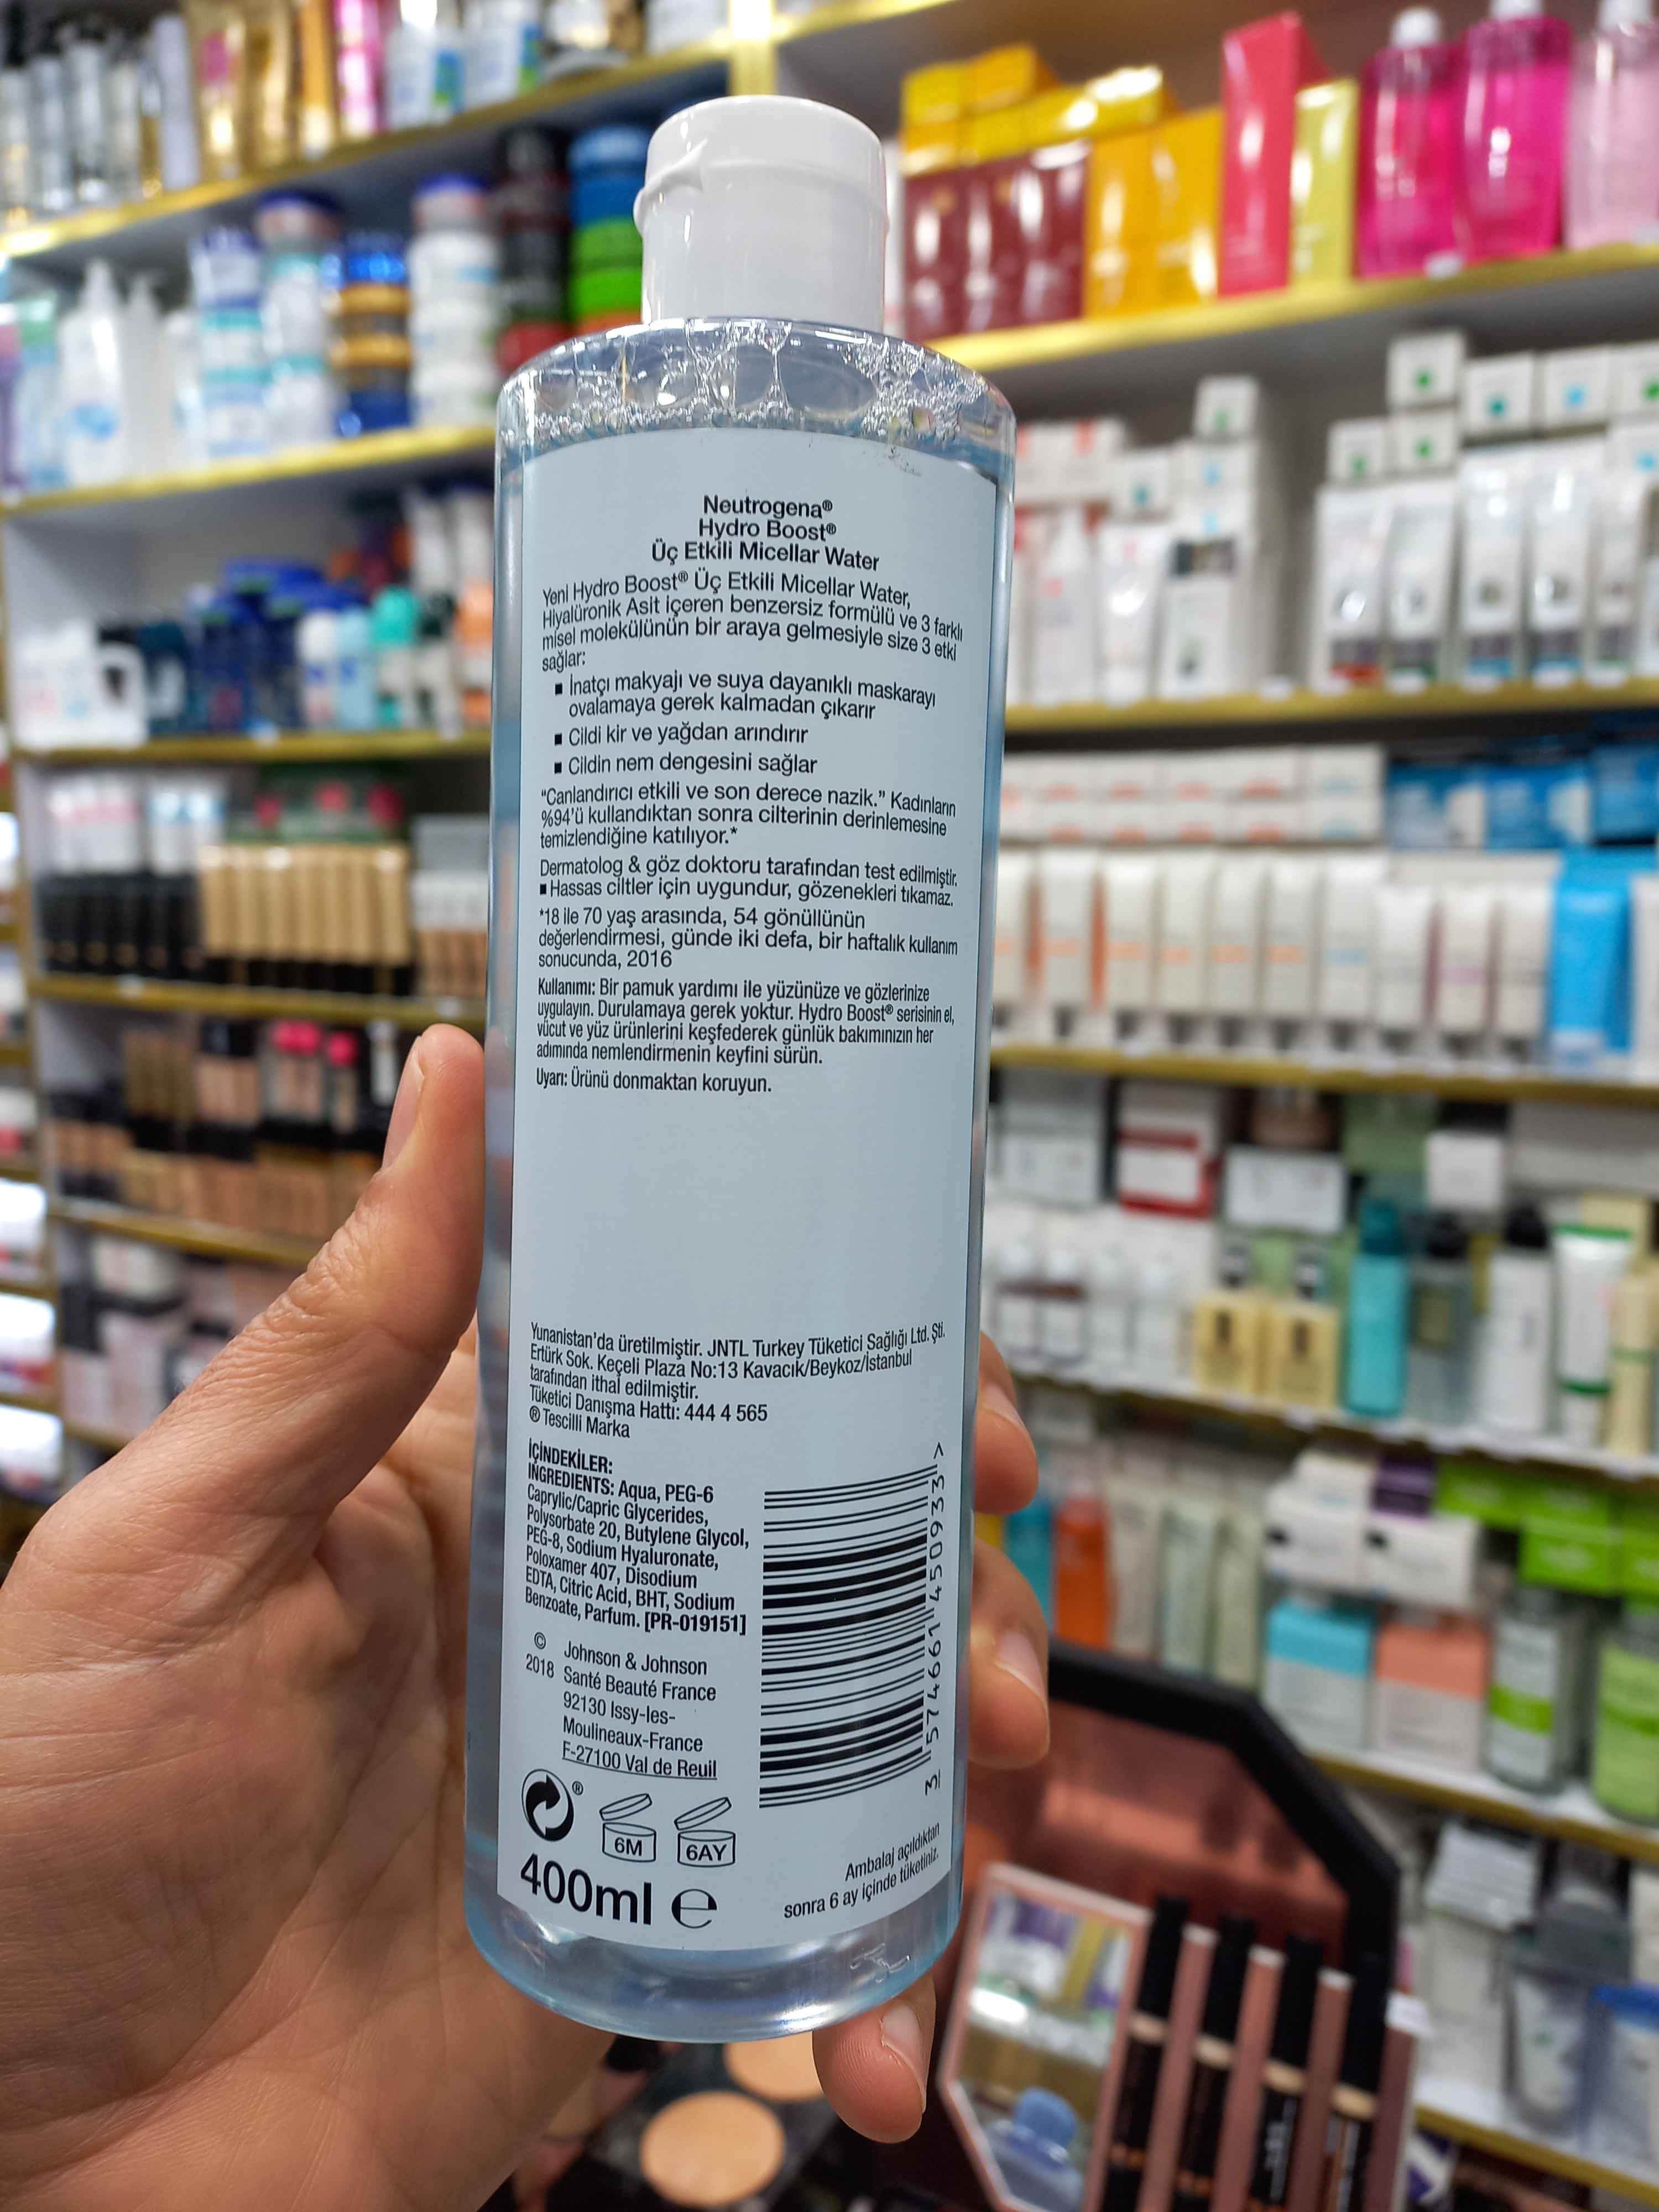 Neutrogena®
Hydro Boost®
Üç Etkili Micellar Water
Yeni Hydro Boost® Üç Etkili Micellar Water,
Hiyalüronik Asit içeren benzersiz formülü ve 3 farklı
misel molekülünün bir araya gelmesiyle size 3 etki
sağlar:
▪ İnatçı makyajı ve suya dayanıklı maskarayı
ovalamaya gerek kalmadan çıkarır
▪ Cildi kir ve yağdan arındırır
▪ Cildin nem dengesini sağlar
“Canlandırıcı etkili ve son derece nazik.” Kadınların
%94'ü kullandıktan sonra cilterinin derinlemesine
temizlendiğine katılıyor.*
Dermatolog & göz doktoru tarafından test edilmiştir.
▪ Hassas ciltler için uygundur, gözenekleri tıkamaz.
*18 ile 70 yaş arasında, 54 gönüllünün
değerlendirmesi, günde iki defa, bir haftalık kullanım
sonucunda, 2016
Kullanımı: Bir pamuk yardımı ile yüzünüze ve gözlerinize
uygulayın. Durulamaya gerek yoktur. Hydro Boost® serisinin el,
vücut ve yüz ürünlerini keşfederek günlük bakımınızın her
adımında nemlendirmenin keyfini sürün.
Uyarı: Ürünü donmaktan koruyun.
Yunanistan'da üretilmiştir. JNTL Turkey Tüketici Sağlığı Ltd. Şti.
Ertürk Sok. Keçeli Plaza No:13 Kavacık/Beykoz/İstanbul
tarafından ithal edilmiştir.
Tüketici Danışma Hattı: 444 4 565
® Tescilli Marka
İÇİNDEKİLER:
INGREDIENTS: Aqua, PEG-6
Caprylic/Capric Glycerides,
Polysorbate 20, Butylene Glycol,
PEG-8, Sodium Hyaluronate,
Poloxamer 407, Disodium
EDTA, Citric Acid, BHT, Sodium
Benzoate, Parfum. [PR-019151]
© Johnson & Johnson
2018 Santé Beauté France
92130 Issy-les-
Moulineaux-France
F-27100 Val de Reuil
3 574661 450933 >
®
6M
6AY
400ml e
Ambalaj açıldıktan
sonra 6 ay içinde tüketiniz.